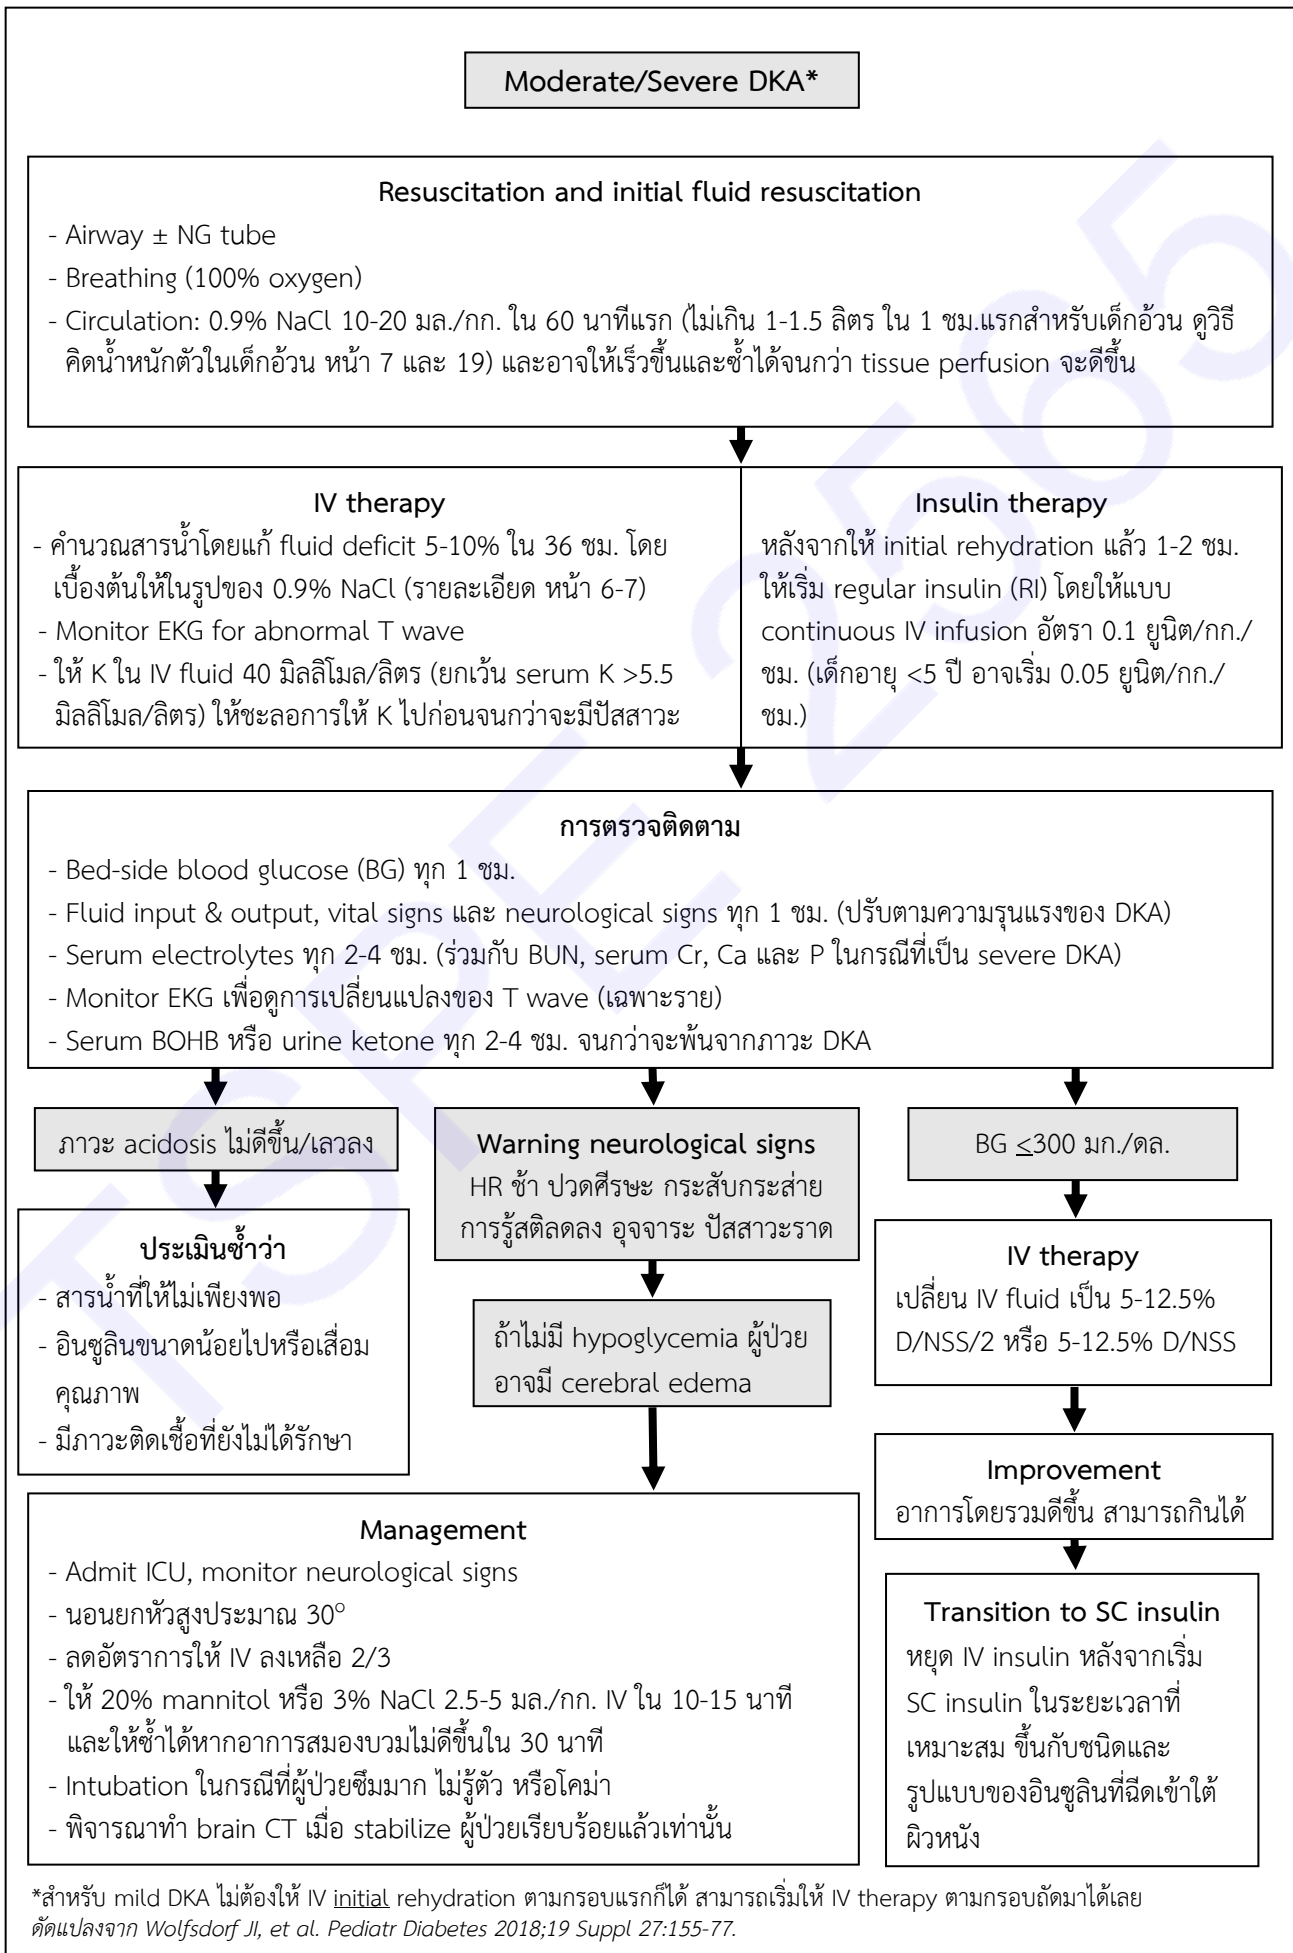 Moderate/Severe DKA*
Resuscitation and initial fluid resuscitation
- Airway ± NG tube
- Breathing (100% oxygen)
- Circulation: 0.9% NaCl 10-20 มล./กก. ใน 60 นาทีแรก (ไม่เกิน 1-1.5 ลิตร ใน 1 ชม.แรกสำหรับเด็กอ้วน ดูวิธี
คิดน้ำหนักตัวในเด็กอ้วน หน้า 7 และ 19) และอาจให้เร็วขึ้นและซ้ำได้จนกว่า tissue perfusion จะดีขึ้น
IV therapy
- คำนวณสารน้ำโดยแก้ fluid deficit 5-10% ใน 36 ชม. โดย
เบื้องต้นให้ในรูปของ 0.9% NaCl (รายละเอียด หน้า 6-7)
- Monitor EKG for abnormal T wave
- ให้ K ใน IV fluid 40 มิลลิโมล/ลิตร (ยกเว้น serum K >5.5
มิลลิโมล/ลิตร) ให้ชะลอการให้ K ไปก่อนจนกว่าจะมีปัสสาวะ
Insulin therapy
หลังจากให้ initial rehydration แล้ว 1-2 ชม.
ให้เริ่ม regular insulin (RI) โดยให้แบบ
continuous IV infusion อัตรา 0.1 ยูนิต/กก./
ชม. (เด็กอายุ <5 ปี อาจเริ่ม 0.05 ยูนิต/กก./
ชม.)
การตรวจติดตาม
- Bed-side blood glucose (BG) ทุก 1 ชม.
- Fluid input & output, vital signs และ neurological signs ทุก 1 ชม. (ปรับตามความรุนแรงของ DKA)
- Serum electrolytes ทุก 2-4 ชม. (ร่วมกับ BUN, serum Cr, Ca และ P ในกรณีที่เป็น severe DKA)
- Monitor EKG เพื่อดูการเปลี่ยนแปลงของ T wave (เฉพาะราย)
- Serum BOHB หรือ urine ketone ทุก 2-4 ชม. จนกว่าจะพ้นจากภาวะ DKA
ภาวะ acidosis ไม่ดีขึ้น/เลวลง
ประเมินซ้ำว่า
- สารน้ำที่ให้ไม่เพียงพอ
- อินซูลินขนาดน้อยไปหรือเสื่อม
คุณภาพ
- มีภาวะติดเชื้อที่ยังไม่ได้รักษา
Warning neurological signs
HR ช้า ปวดศีรษะ กระสับกระส่าย
การรู้สติลดลง อุจจาระ ปัสสาวะราด
ถ้าไม่มี hypoglycemia ผู้ป่วย
อาจมี cerebral edema
Management
- Admit ICU, monitor neurological signs
- นอนยกหัวสูงประมาณ 30°
- ลดอัตราการให้ IV ลงเหลือ 2/3
- ให้ 20% mannitol หรือ 3% NaCl 2.5-5 มล./กก. IV ใน 10-15 นาที
และให้ซ้ำได้หากอาการสมองบวมไม่ดีขึ้นใน 30 นาที
- Intubation ในกรณีที่ผู้ป่วยซึมมาก ไม่รู้ตัว หรือโคม่า
- พิจารณาทำ brain CT เมื่อ stabilize ผู้ป่วยเรียบร้อยแล้วเท่านั้น
BG ≤300 มก./ดล.
IV therapy
เปลี่ยน IV fluid เป็น 5-12.5%
D/NSS/2 หรือ 5-12.5% D/NSS
Improvement
อาการโดยรวมดีขึ้น สามารถกินได้
Transition to SC insulin
หยุด IV insulin หลังจากเริ่ม
SC insulin ในระยะเวลาที่
เหมาะสม ขึ้นกับชนิดและ
รูปแบบของอินซูลินที่ฉีดเข้าใต้
ผิวหนัง
*สำหรับ mild DKA ไม่ต้องให้ IV initial rehydration ตามกรอบแรกก็ได้ สามารถเริ่มให้ IV therapy ตามกรอบถัดมาได้เลย
ดัดแปลงจาก Wolfsdorf JI, et al. Pediatr Diabetes 2018;19 Suppl 27:155-77.
TSPE 2565